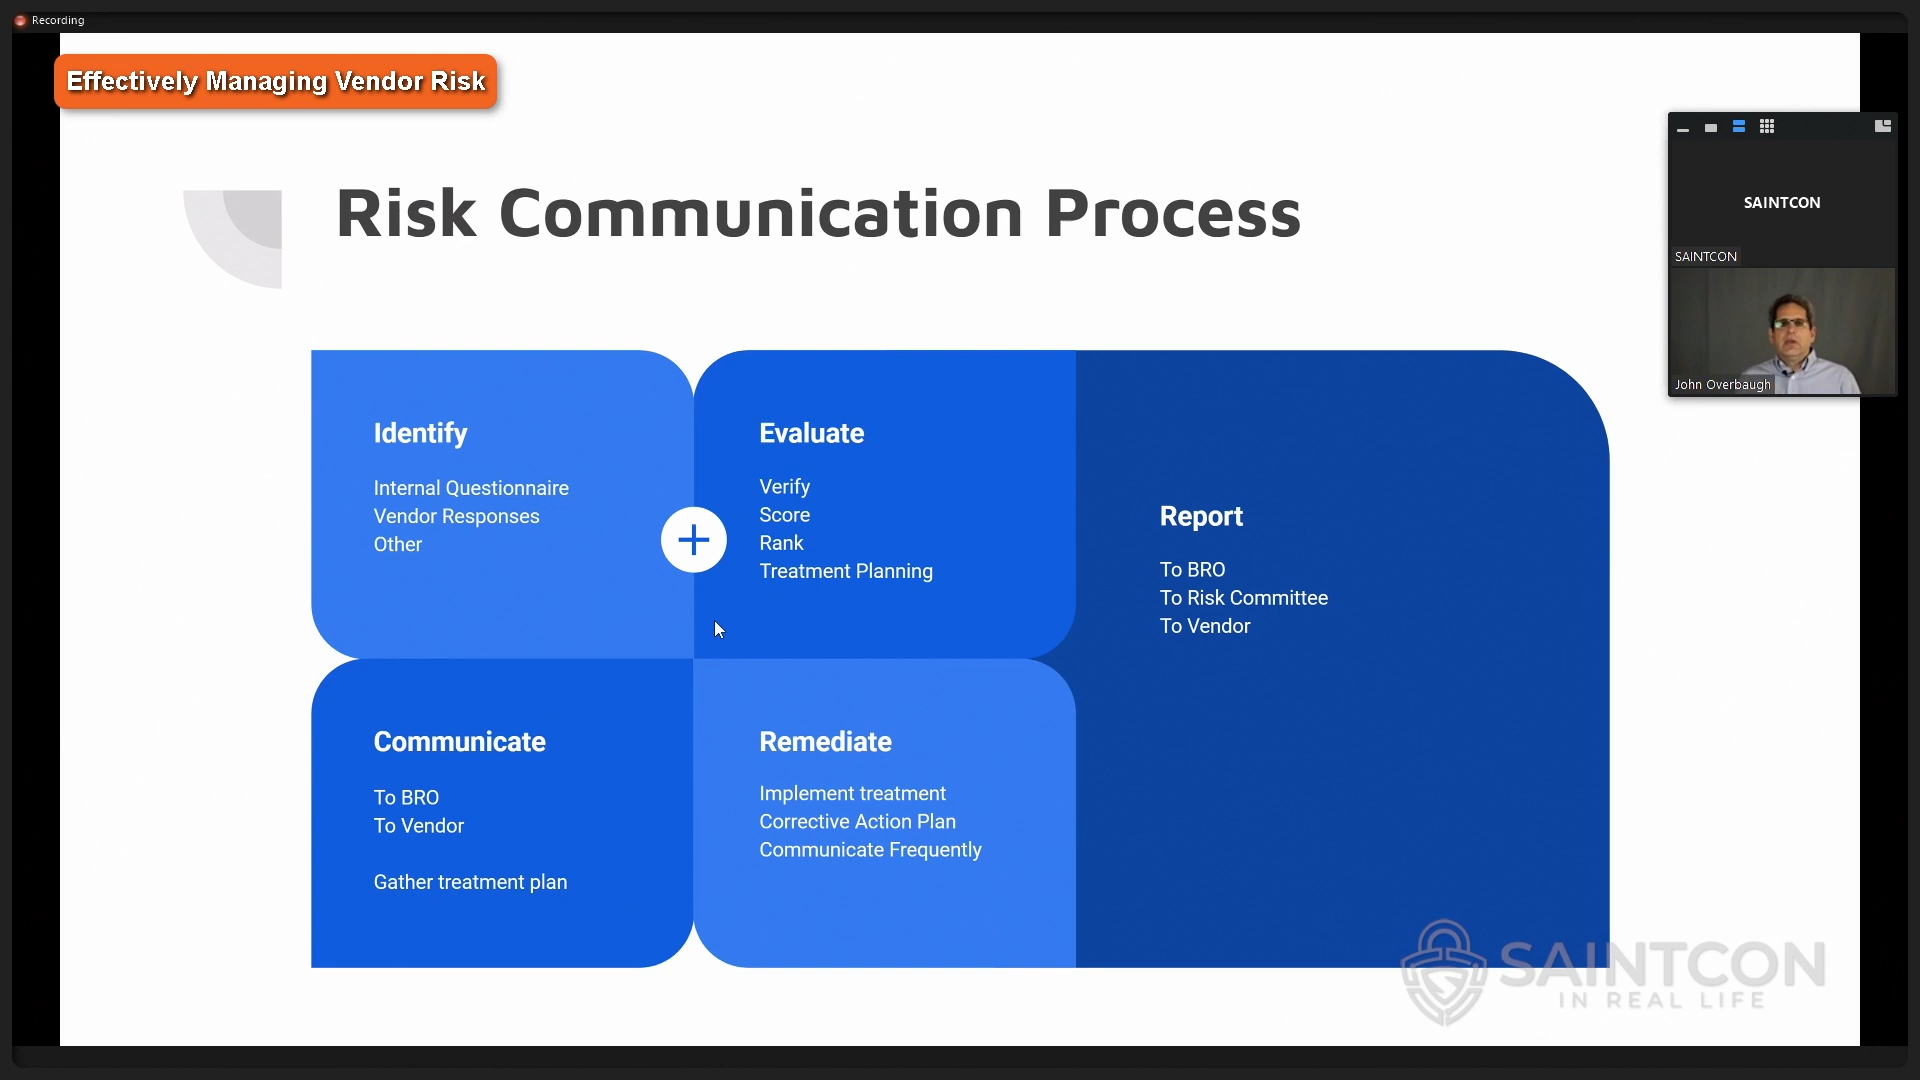 Recording
Effectively Managing Vendor Risk
Risk Communication Process
SAINTCON
SAINTCON
John Overbaugh
Identify
Internal Questionnaire
Vendor Responses
Other
Evaluate
Verify
Score
Rank
Treatment Planning
Report
To BRO
To Risk Committee
To Vendor
Communicate
To BRO
To Vendor
Gather treatment plan
Remediate
Implement treatment
Corrective Action Plan
Communicate Frequently
SAINTCON
IN REAL LIFE